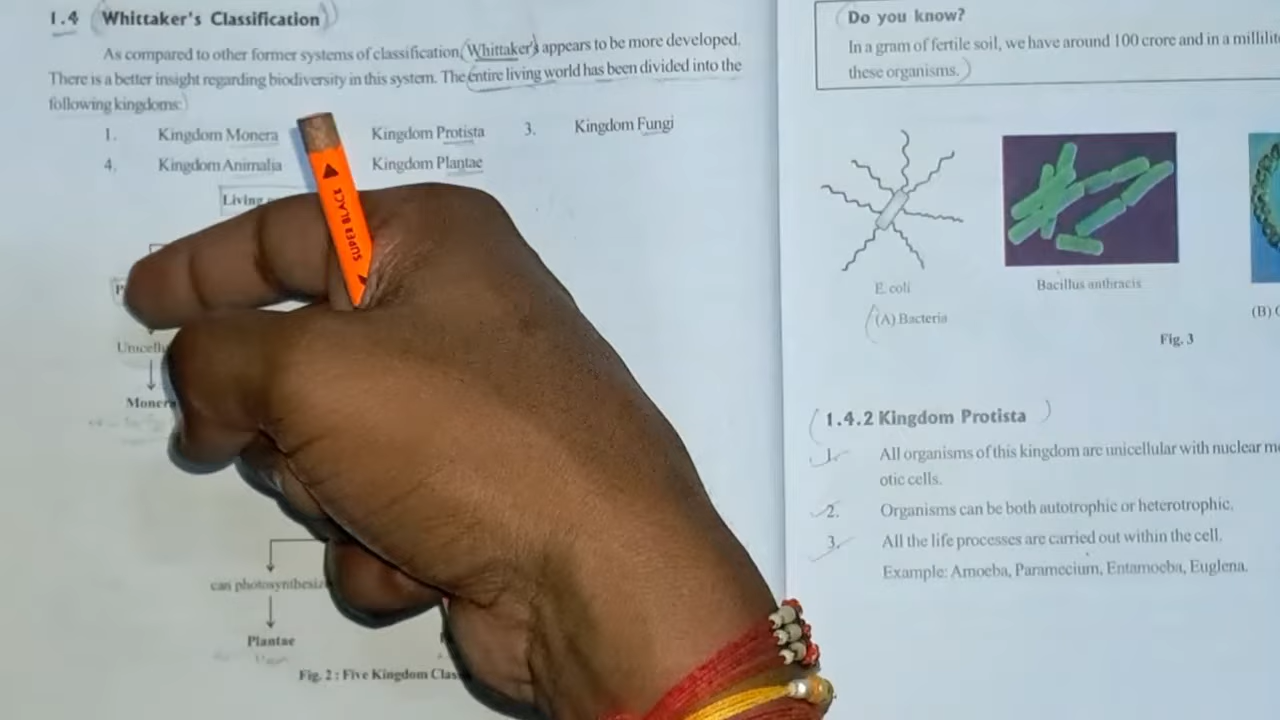 1.4 Whittaker's Classification
As compared to other former systems of classification, Whittaker's appears to be more developed.
There is a better insight regarding biodiversity in this system. The entire living world has been divided into the
following kingdoms:
1. Kingdom Monera Kingdom Protista 3. Kingdom Fungi
4. Kingdom Animalia Kingdom Plantae
Living
SUPER BLACK
Moner
can photosynthesiz
Plantae
Fig. 2 : Five Kingdom Clas
Do you know?
In a gram of fertile soil, we have around 100 crore and in a millilit
these organisms.
E. coli
Bacillus anthracis
(A) Bacteria
(B)
Fig. 3
1.4.2 Kingdom Protista
1. All organisms of this kingdom are unicellular with nuclear m
otic cells.
2. Organisms can be both autotrophic or heterotrophic.
3. All the life processes are carried out within the cell.
Example: Amoeba, Paramecium, Entamoeba, Euglena.